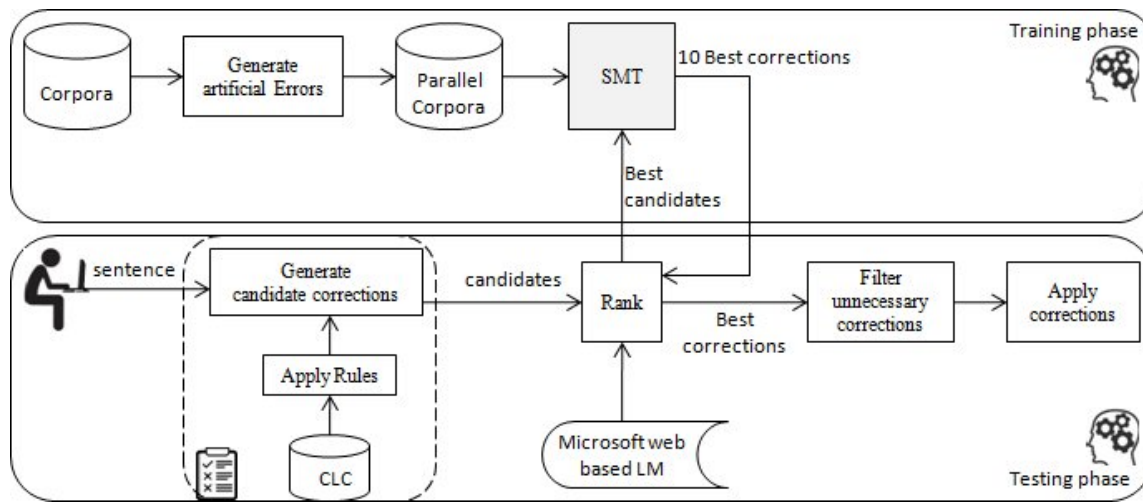 Training phase
Corpora
Generate
artificial Errors
Parallel
Corpora
SMT
10 Best corrections
Best
candidates
sentence
Generate
candidate corrections
candidates
Rank
Best
corrections
Filter
unnecessary
corrections
Apply
corrections
Apply Rules
CLC
Microsoft web
based LM
Testing phase